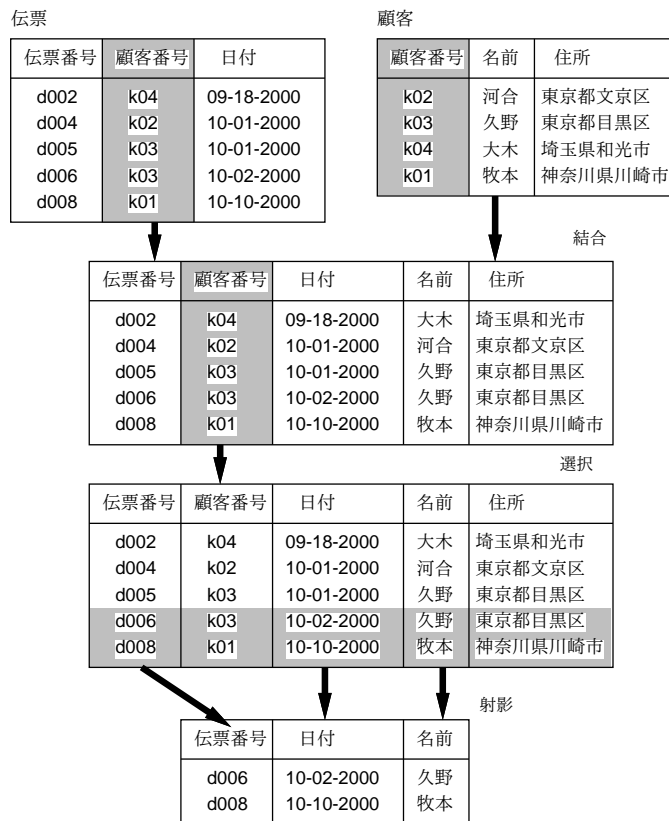 伝票
伝票番号 顧客番号 日付
d002 k04 09-18-2000
d004 k02 10-01-2000
d005 k03 10-01-2000
d006 k03 10-02-2000
d008 k01 10-10-2000
顧客
顧客番号 名前 住所
k02 河合 東京都文京区
k03 久野 東京都目黒区
k04 大木 埼玉県和光市
k01 牧本 神奈川県川崎市
結合
伝票番号 顧客番号 日付 名前 住所
d002 k04 09-18-2000 大木 埼玉県和光市
d004 k02 10-01-2000 河合 東京都文京区
d005 k03 10-01-2000 久野 東京都目黒区
d006 k03 10-02-2000 久野 東京都目黒区
d008 k01 10-10-2000 牧本 神奈川県川崎市
選択
伝票番号 顧客番号 日付 名前 住所
d002 k04 09-18-2000 大木 埼玉県和光市
d004 k02 10-01-2000 河合 東京都文京区
d005 k03 10-01-2000 久野 東京都目黒区
d006 k03 10-02-2000 久野 東京都目黒区
d008 k01 10-10-2000 牧本 神奈川県川崎市
射影
伝票番号 日付 名前
d006 10-02-2000 久野
d008 10-10-2000 牧本